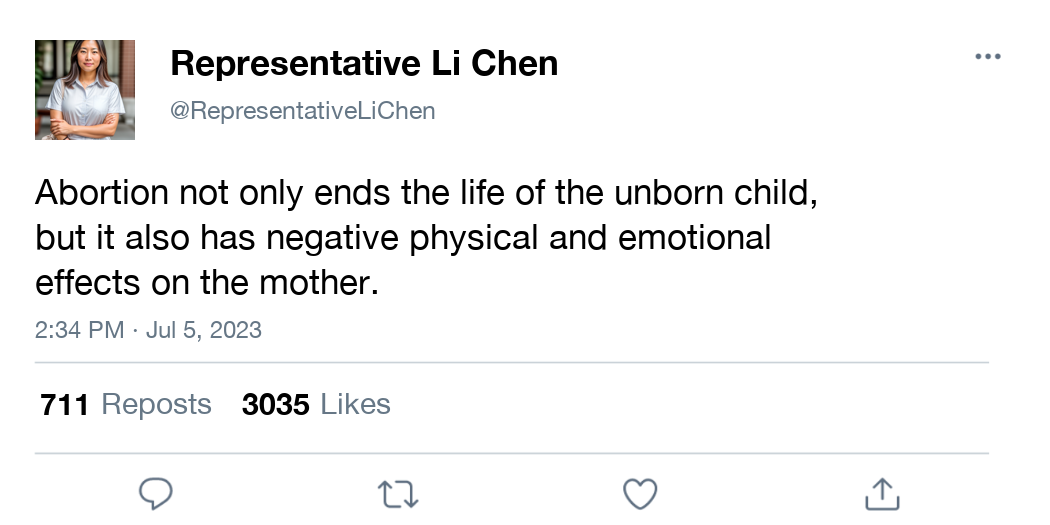 Representative Li Chen
@RepresentativeLiChen
Abortion not only ends the life of the unborn child,
but it also has negative physical and emotional
effects on the mother.
2:34 PM · Jul 5, 2023
711 Reposts 3035 Likes